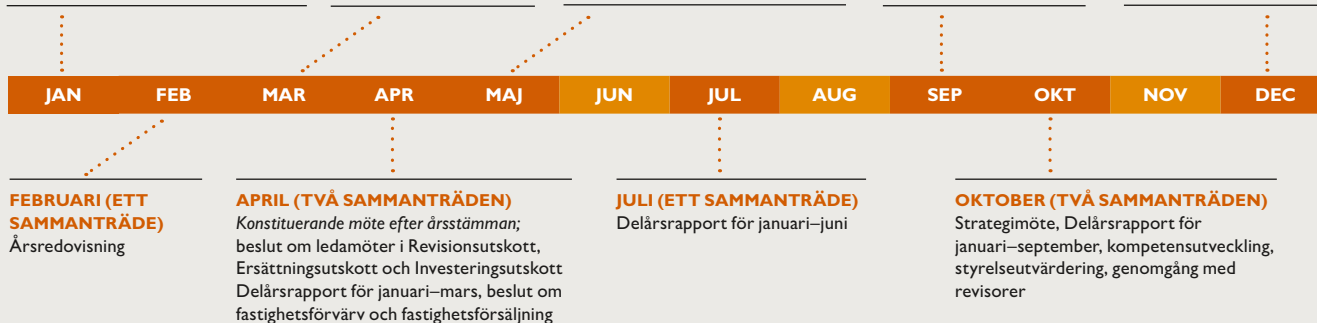 JAN FEB MAR APR MAJ JUN JUL AUG SEP OKT NOV DEC
FEBRUARI (ETT
SAMMANTRÄDE)
Årsredovisning
APRIL (TVÅ SAMMANTRÄDEN)
Konstituerande möte efter årsstämman;
beslut om ledamöter i Revisionsutskott,
Ersättningsutskott och Investeringsutskott
Delårsrapport för januari–mars, beslut om
fastighetsförvärv och fastighetsförsäljning
JULI (ETT SAMMANTRÄDE)
Delårsrapport för januari–juni
OKTOBER (TVÅ SAMMANTRÄDEN)
Strategimöte, Delårsrapport för
januari–september, kompetensutveckling,
styrelseutvärdering, genomgång med
revisorer